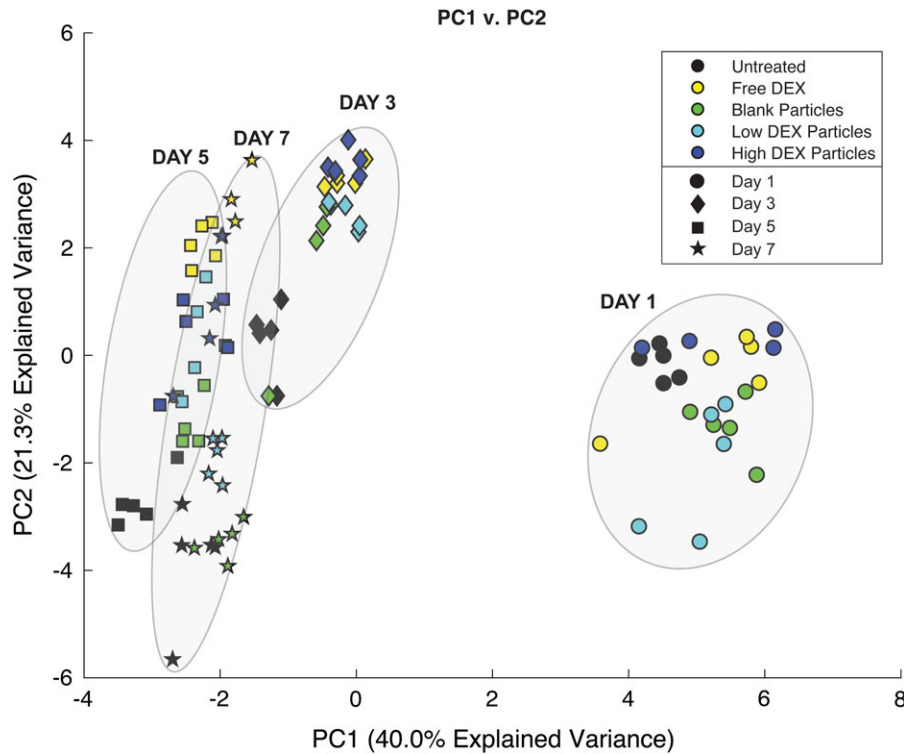 PC1 v. PC2
6
4
2
0
-2
-4
-6
PC2 (21.3% Explained Variance)
DAY 5
DAY 7
DAY 3
DAY 1
Untreated
Free DEX
Blank Particles
Low DEX Particles
High DEX Particles
Day 1
Day 3
Day 5
Day 7
-4
-2
0
2
4
6
8
PC1 (40.0% Explained Variance)